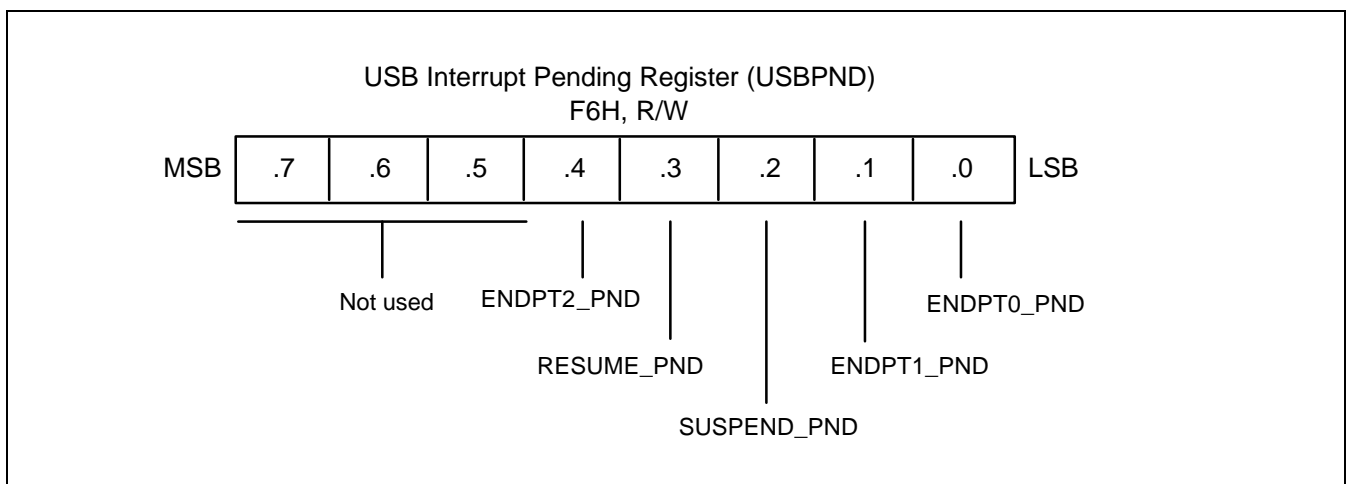 USB Interrupt Pending Register (USBPND)
F6H, R/W
MSB .7 .6 .5 .4 .3 .2 .1 .0 LSB
Not used ENDPT2_PND ENDPT0_PND
RESUME_PND ENDPT1_PND
SUSPEND_PND